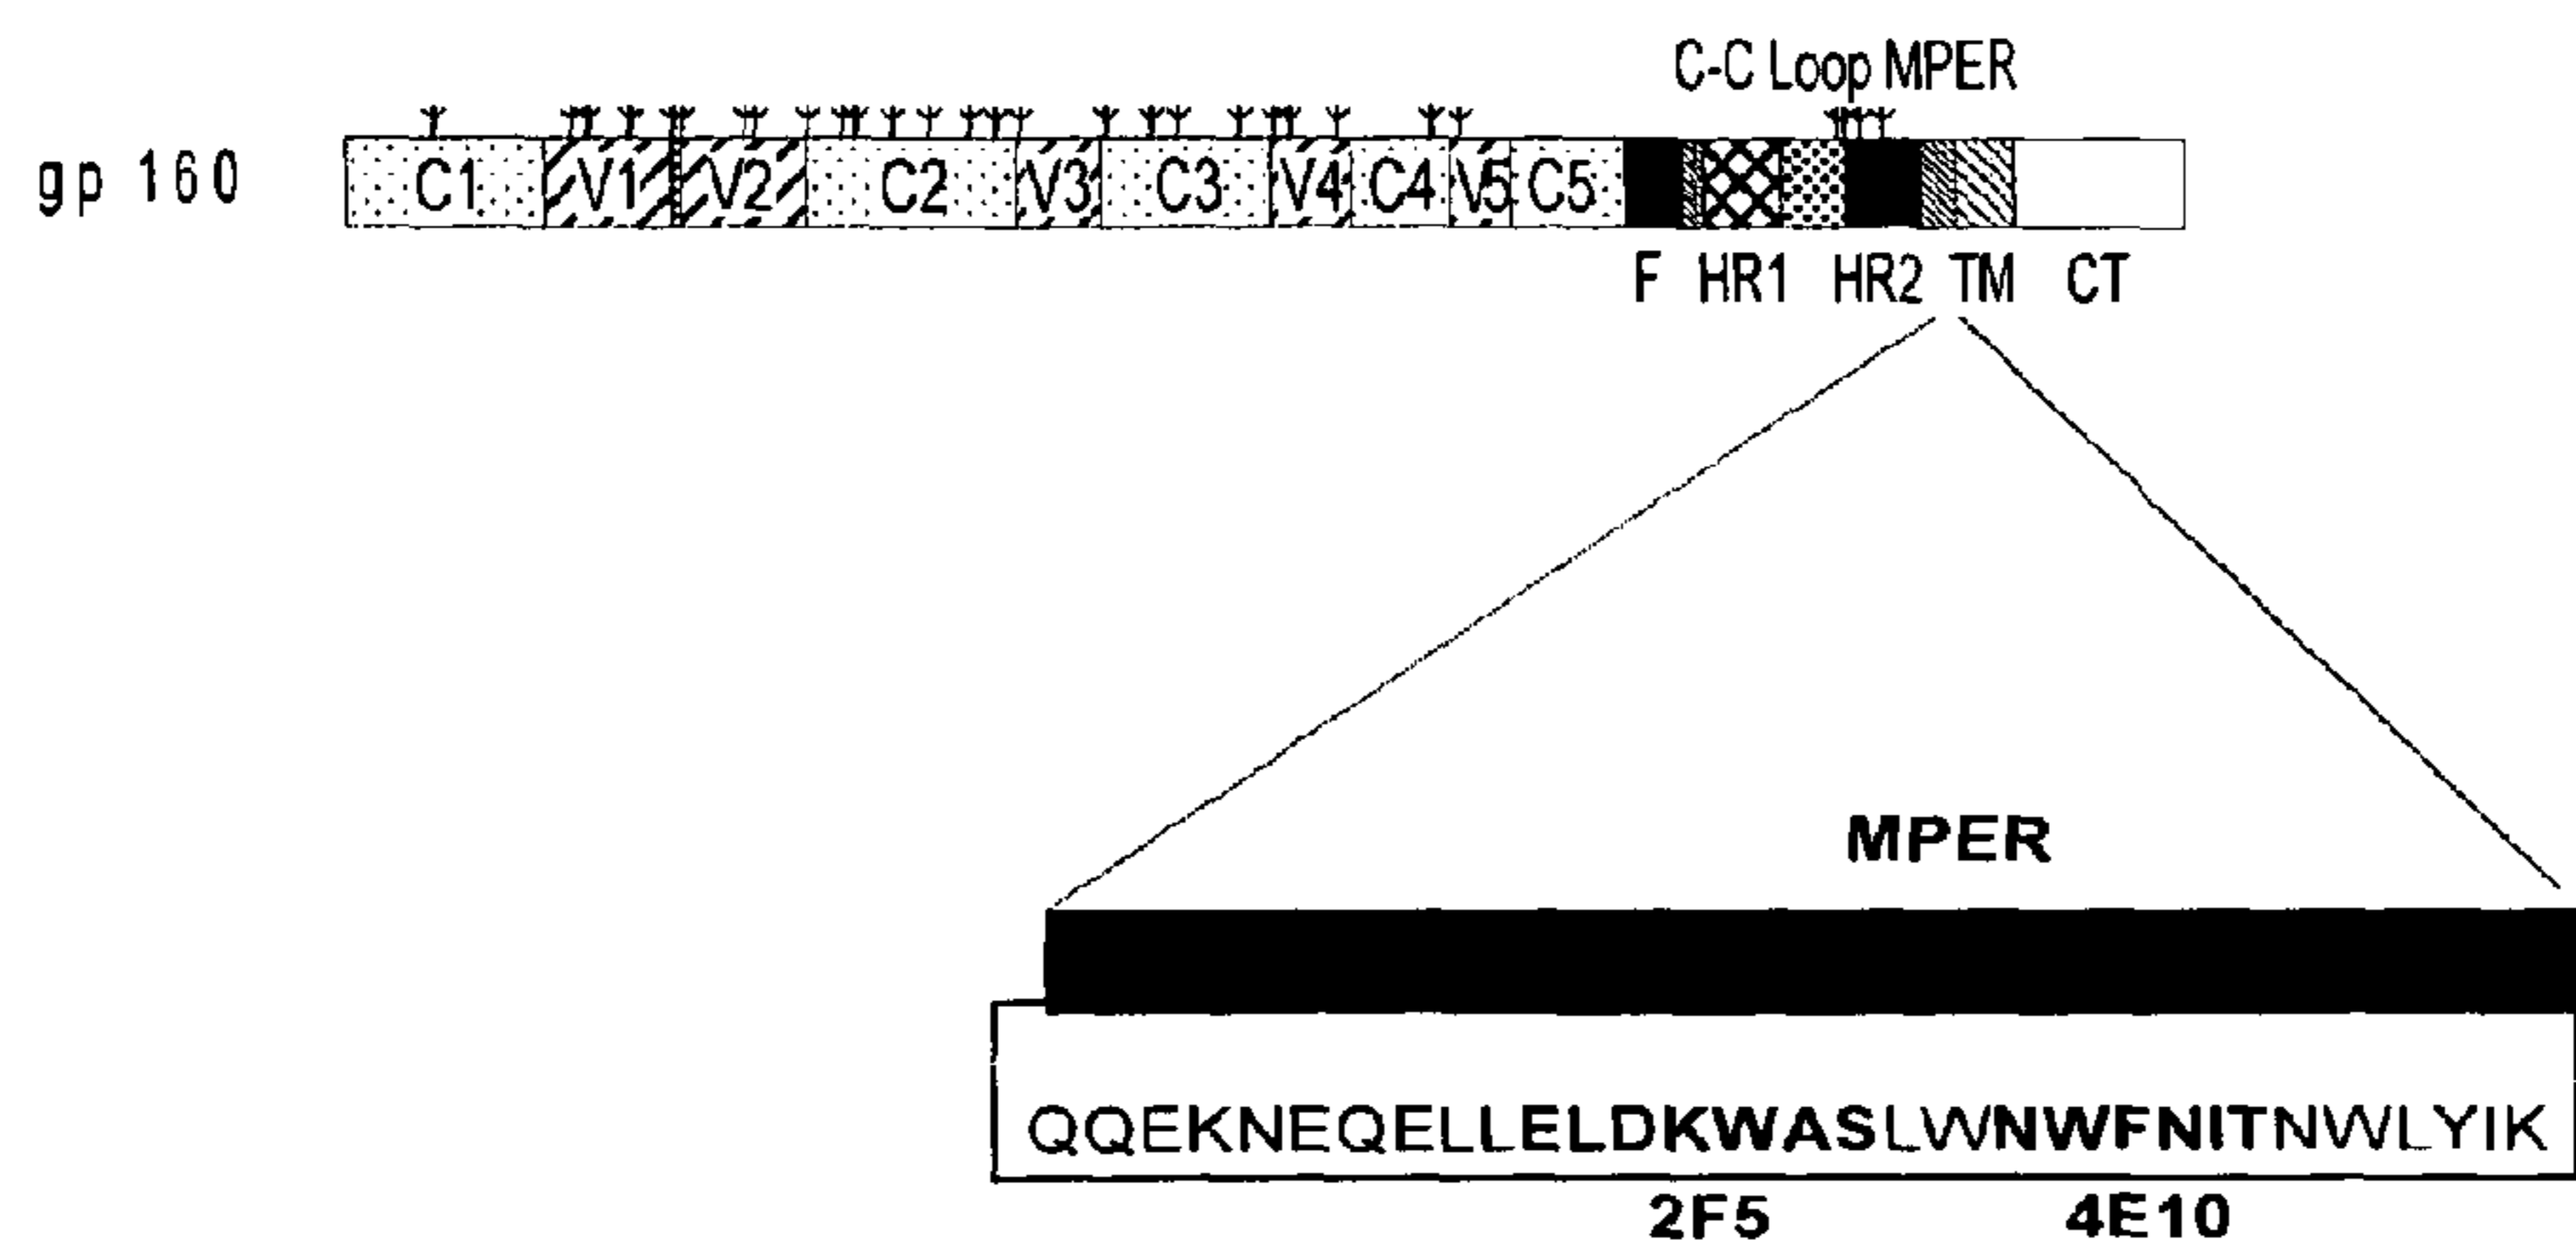 C-C Loop MPER
gp 160 C1 V1 V2 C2 V3 C3 V4 C4 V5 C5
F HR1 HR2 TM CT
MPER
QQEKNEQELLELDKWASLWNWFNITNWLYIK
2F5 4E10